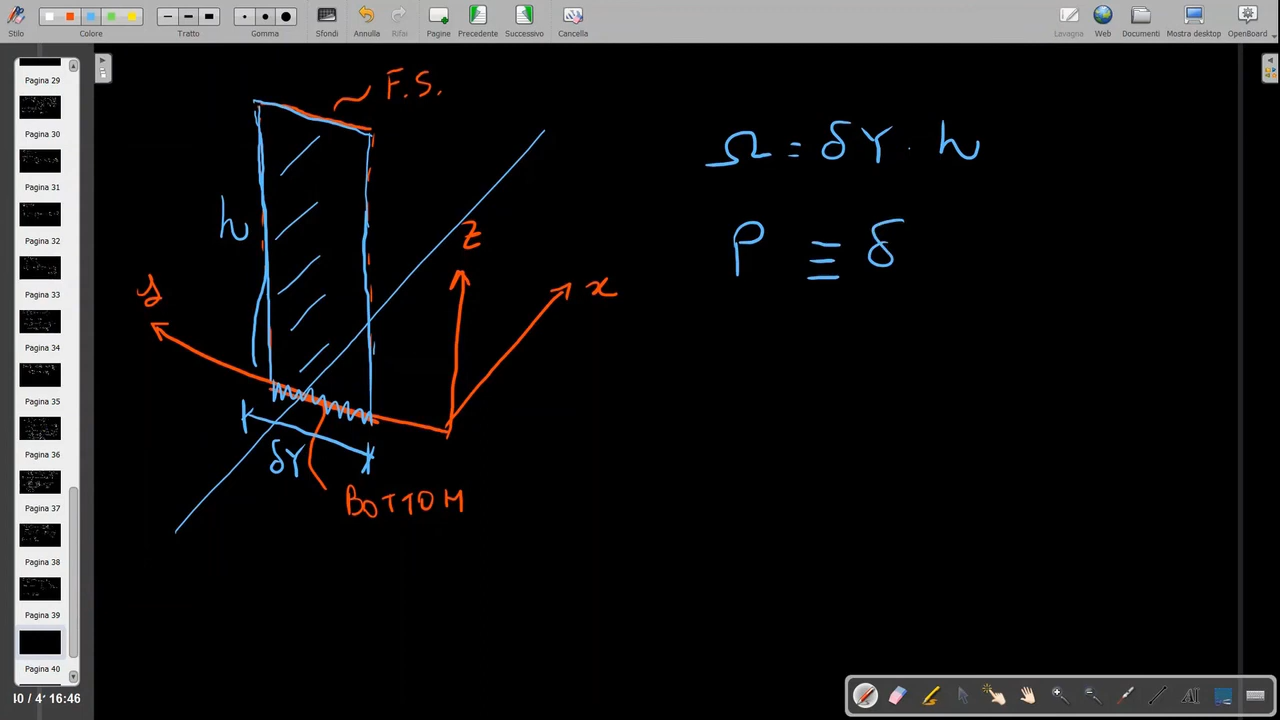 Stilo Colore Tratto Gomma Sfondi Annulla Rifai Pagine Precedente Successivo Cancella Lavagna Web Documenti Mostra desktop OpenBoard
Pagina 29
Pagina 30
Pagina 31
Pagina 32
Pagina 33
Pagina 34
Pagina 35
Pagina 36
Pagina 37
Pagina 38
Pagina 39
Pagina 40
16:46
F.S.
h
z
x
y
δY
BOTTOM
Ω = δY · h
P ≡ δ